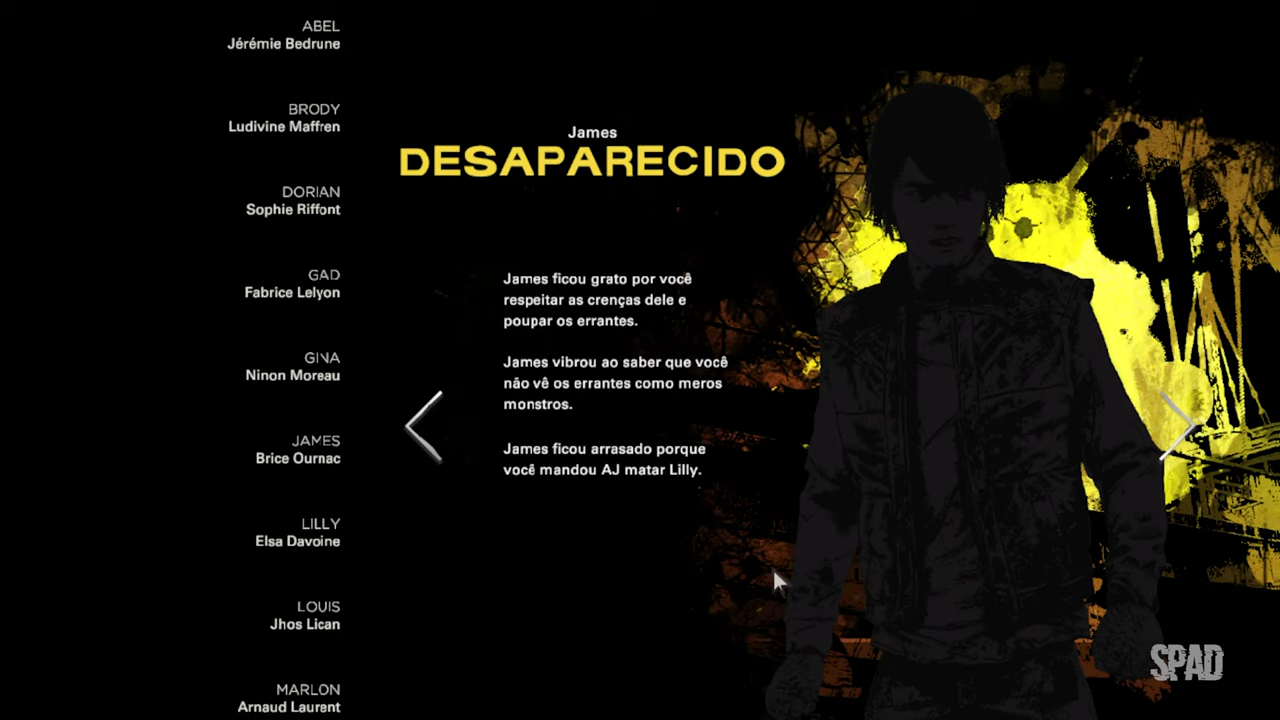 ABEL
Jérémie Bedrune
BRODY
Ludivine Maffren
DORIAN
Sophie Riffont
GAD
Fabrice Lelyon
GINA
Ninon Moreau
JAMES
Brice Ournac
LILLY
Elsa Davoine
LOUIS
Jhos Lican
MARLON
Arnaud Laurent
James
DESAPARECIDO
James ficou grato por você
respeitar as crenças dele e
poupar os errantes.
James vibrou ao saber que você
não vê os errantes como meros
monstros.
James ficou arrasado porque
você mandou AJ matar Lilly.
SPAD